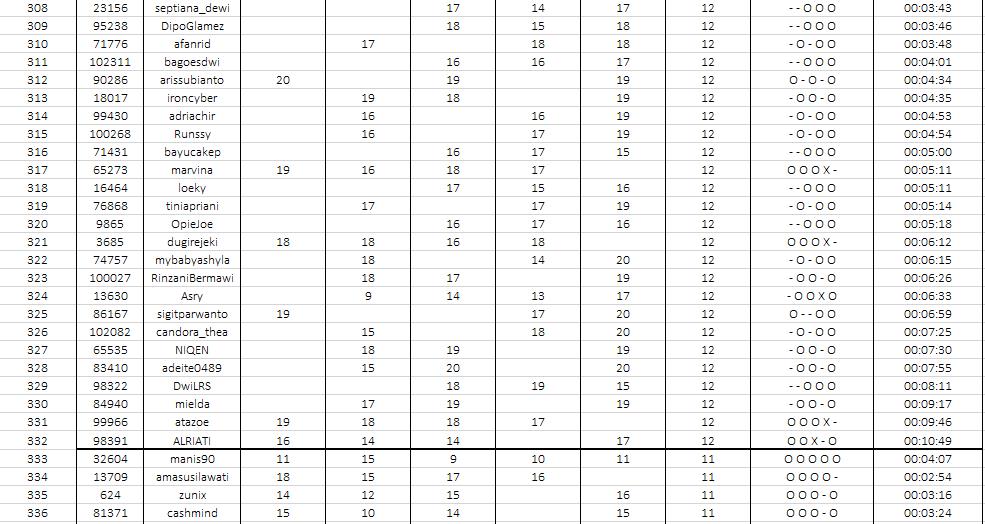 308 23156 septiana_dewi 17 14 17 12 - - O O O 00:03:43
309 95238 DipoGlamez 18 15 18 12 - - O O O 00:03:46
310 71776 afanrid 17 18 18 12 - O - O O 00:03:48
311 102311 bagoesdwi 16 16 17 12 - - O O O 00:04:01
312 90286 arissubianto 20 19 19 12 O - O - O 00:04:34
313 18017 ironcyber 19 18 19 12 - O O - O 00:04:35
314 99430 adriachir 16 16 19 12 - O - O O 00:04:53
315 100268 Runssy 16 17 19 12 - O - O O 00:04:54
316 71431 bayucakep 16 17 15 12 - - O O O 00:05:00
317 65273 marvina 19 16 18 17 12 O O O X - 00:05:11
318 16464 loeky 17 15 16 12 - - O O O 00:05:11
319 76868 tiniapriani 17 17 19 12 - O - O O 00:05:14
320 9865 OpieJoe 16 17 16 12 - - O O O 00:05:18
321 3685 dugirejeki 18 18 16 18 12 O O O X - 00:06:12
322 74757 mybabyashyla 18 14 20 12 - O - O O 00:06:15
323 100027 RinzaniBermawi 18 17 19 12 - O O - O 00:06:26
324 13630 Asry 9 14 13 17 12 - O O X O 00:06:33
325 86167 sigitparwanto 19 17 20 12 O - - O O 00:06:59
326 102082 candora_thea 15 18 20 12 - O - O O 00:07:25
327 65535 NIQEN 18 19 19 12 - O O - O 00:07:30
328 83410 adeite0489 15 20 20 12 - O O - O 00:07:55
329 98322 DwiLRS 18 19 15 12 - - O O O 00:08:11
330 84940 mielda 17 19 19 12 - O O - O 00:09:17
331 99966 atazoe 19 18 18 17 12 O O O X - 00:09:46
332 98391 ALRIATI 16 14 14 17 12 O O X - O 00:10:49
333 32604 manis90 11 15 9 10 11 11 O O O O O 00:04:07
334 13709 amasusilawati 18 15 17 16 11 O O O O - 00:02:54
335 624 zunix 14 12 15 16 11 O O O - O 00:03:16
336 81371 cashmind 15 10 14 15 11 O O O - O 00:03:24